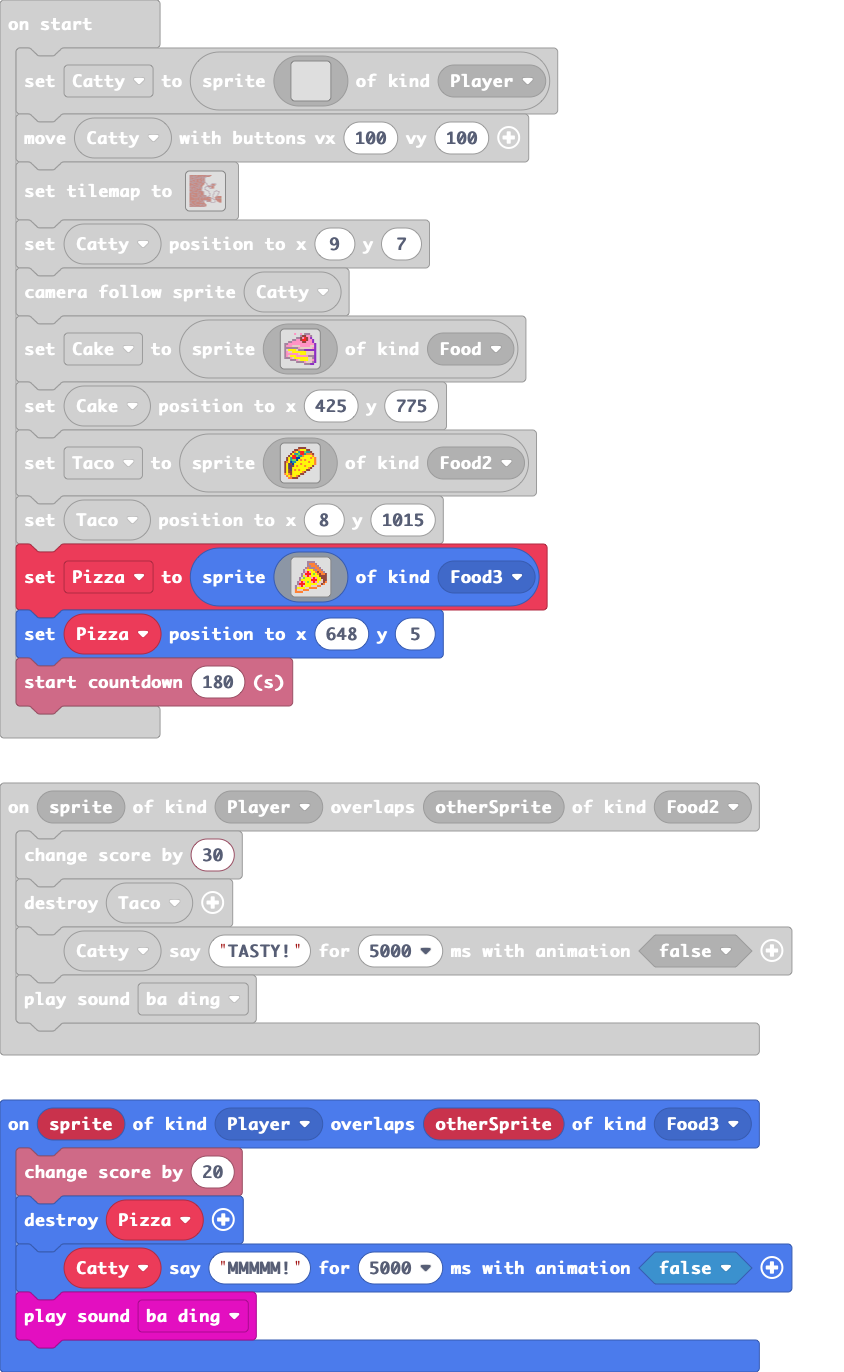 on start
set Catty to sprite of kind Player
move Catty with buttons vx 100 vy 100
set tilemap to
set Catty position to x 9 y 7
camera follow sprite Catty
set Cake to sprite of kind Food
set Cake position to x 425 y 775
set Taco to sprite of kind Food2
set Taco position to x 8 y 1015
set Pizza to sprite of kind Food3
set Pizza position to x 648 y 5
start countdown 180 (s)
on sprite of kind Player overlaps otherSprite of kind Food2
change score by 30
destroy Taco
Catty say "TASTY!" for 5000 ms with animation false
play sound ba ding
on sprite of kind Player overlaps otherSprite of kind Food3
change score by 20
destroy Pizza
Catty say "MMMMM!" for 5000 ms with animation false
play sound ba ding